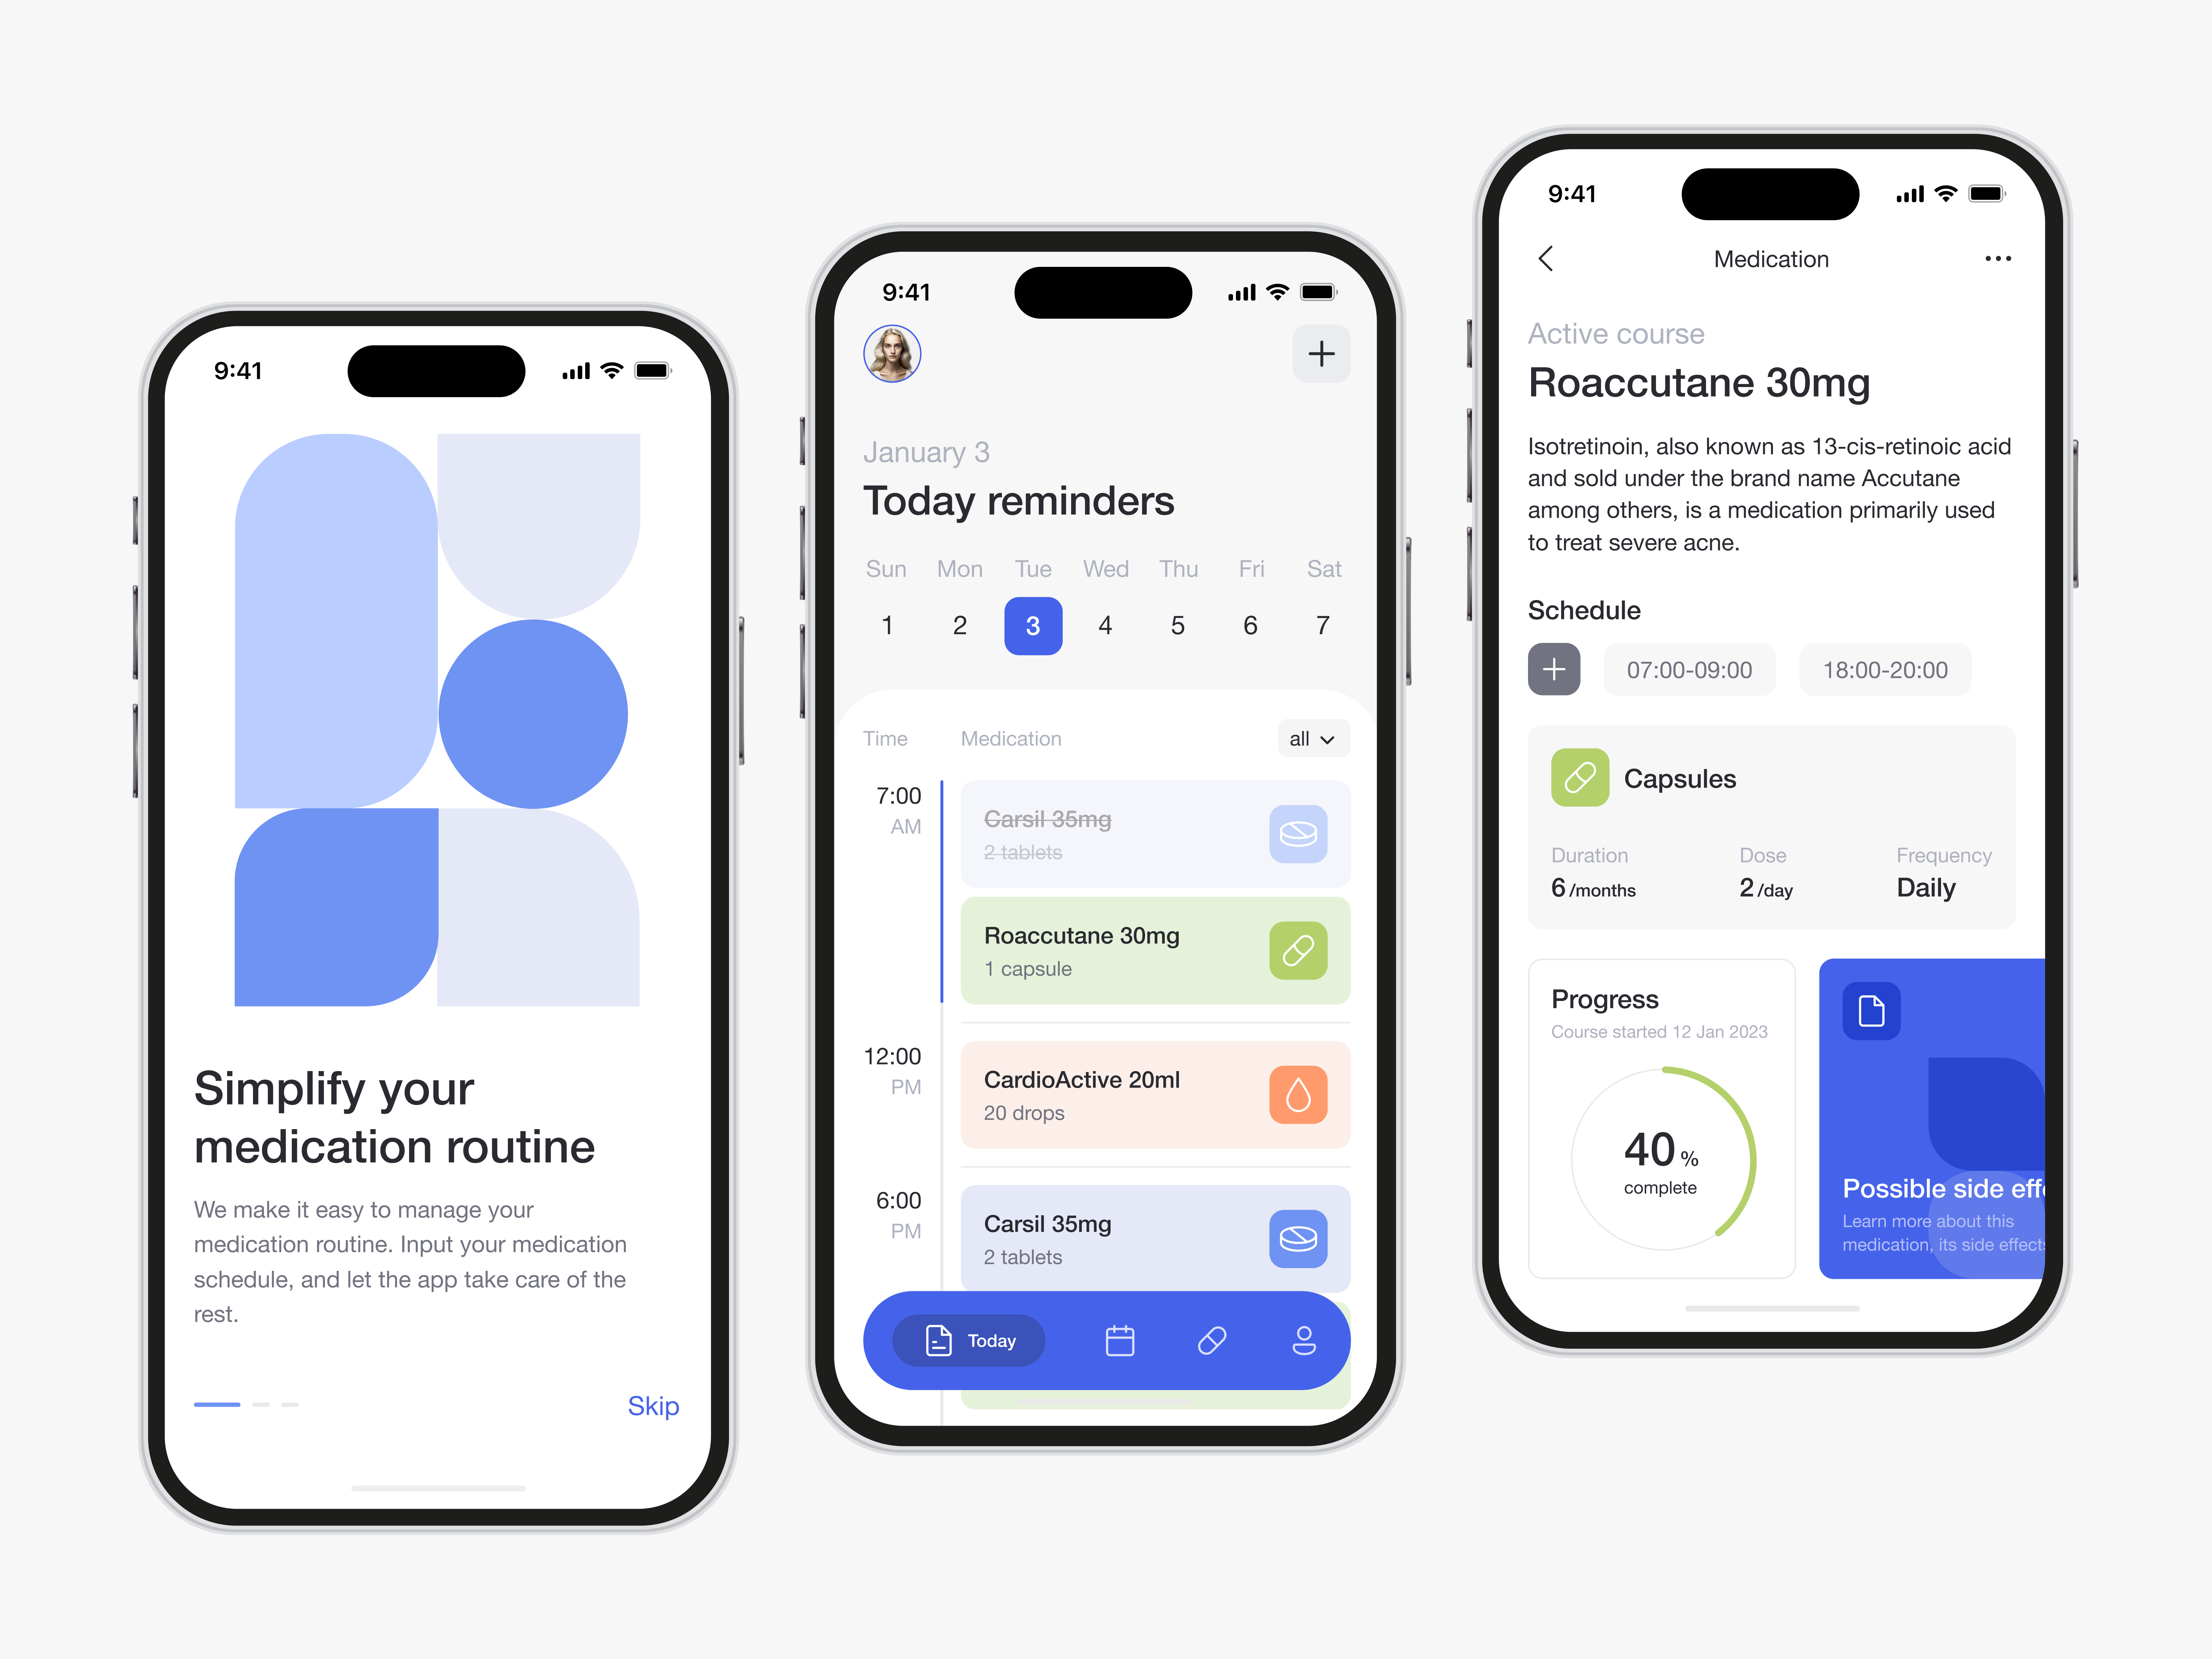 9:41
Simplify your
medication routine
We make it easy to manage your
medication routine. Input your medication
schedule, and let the app take care of the
rest.
Skip
9:41
January 3
Today reminders
Sun Mon Tue Wed Thu Fri Sat
1 2 3 4 5 6 7
Time Medication all
7:00
AM
Carsil 35mg
2 tablets
Roaccutane 30mg
1 capsule
12:00
PM
CardioActive 20ml
20 drops
6:00
PM
Carsil 35mg
2 tablets
Today
9:41
Medication
Active course
Roaccutane 30mg
Isotretinoin, also known as 13-cis-retinoic acid
and sold under the brand name Accutane
among others, is a medication primarily used
to treat severe acne.
Schedule
07:00-09:00 18:00-20:00
Capsules
Duration Dose Frequency
6 /months 2 /day Daily
Progress
Course started 12 Jan 2023
40 %
complete
Possible side effe
Learn more about this
medication, its side effects